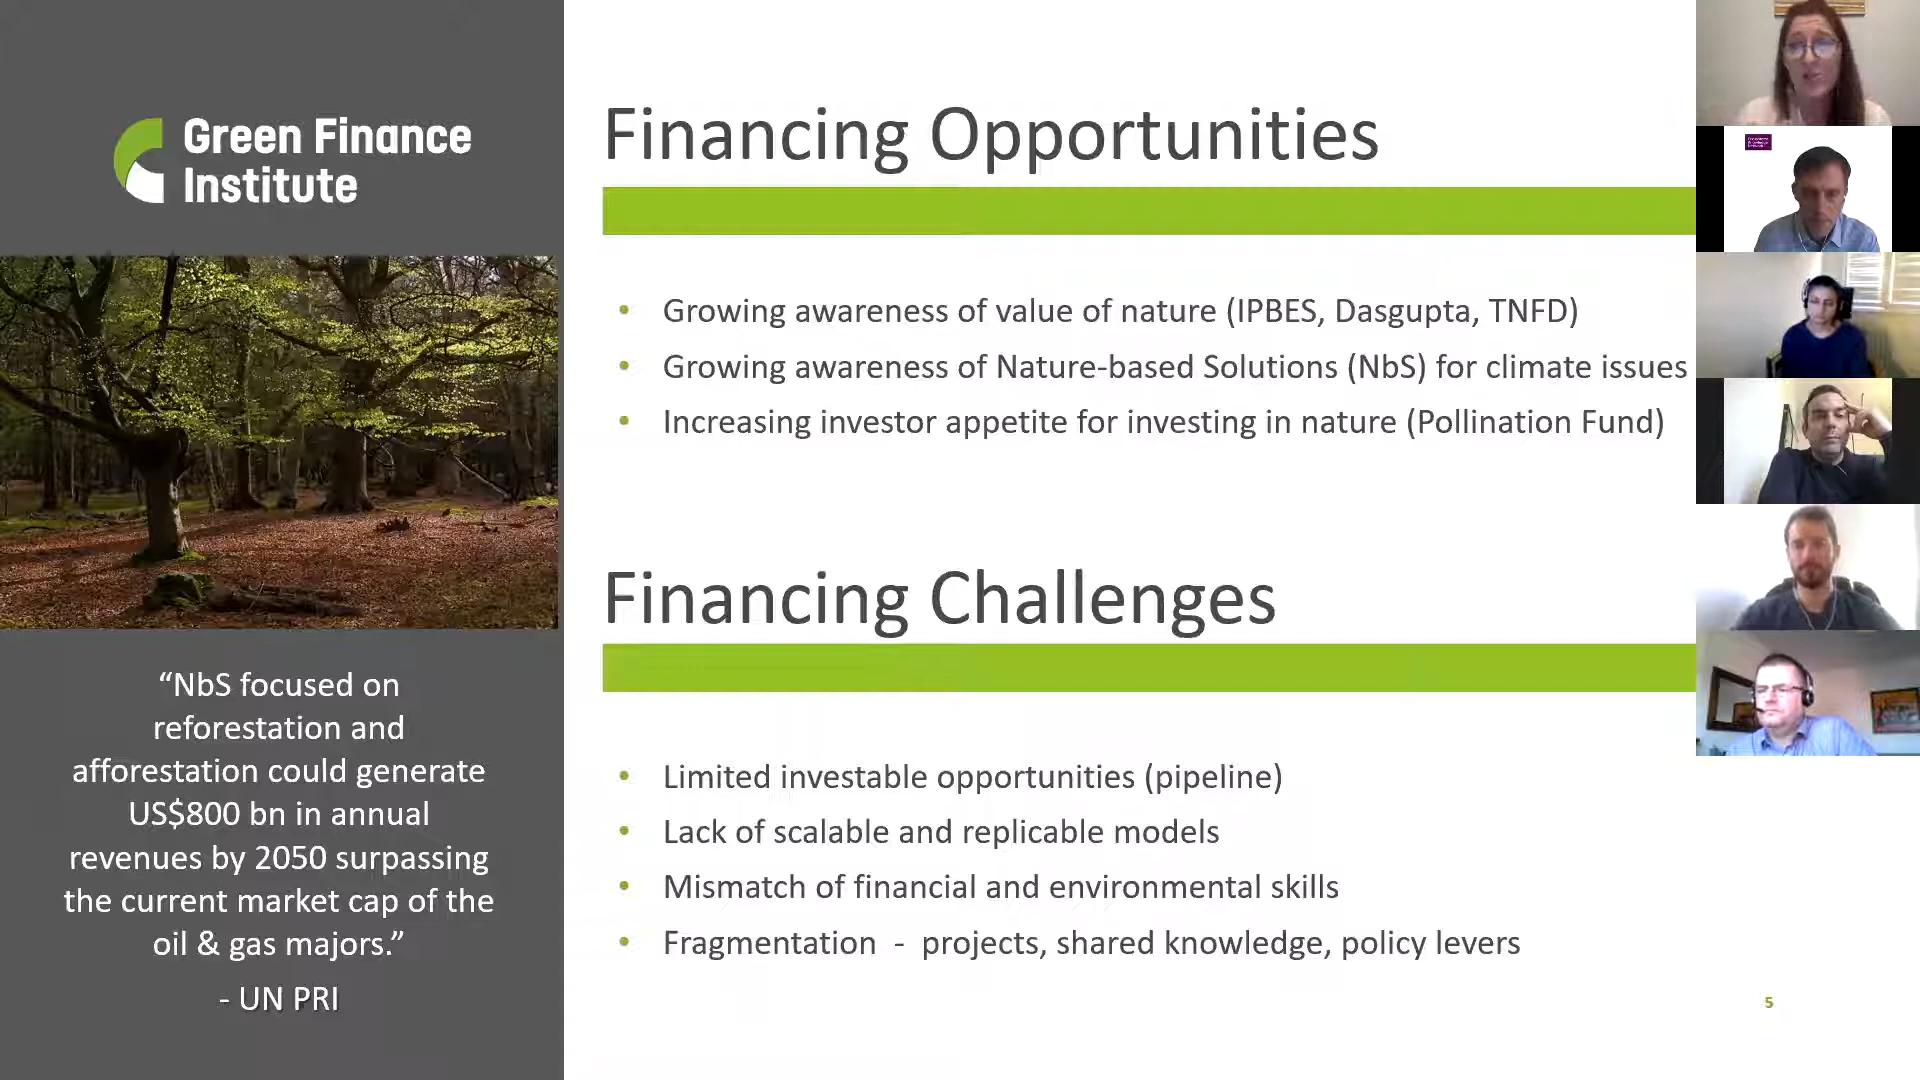 Green Finance
Institute
“NbS focused on
reforestation and
afforestation could generate
US$800 bn in annual
revenues by 2050 surpassing
the current market cap of the
oil & gas majors.”
- UN PRI
Financing Opportunities
• Growing awareness of value of nature (IPBES, Dasgupta, TNFD)
• Growing awareness of Nature-based Solutions (NbS) for climate issues
• Increasing investor appetite for investing in nature (Pollination Fund)
Financing Challenges
• Limited investable opportunities (pipeline)
• Lack of scalable and replicable models
• Mismatch of financial and environmental skills
• Fragmentation - projects, shared knowledge, policy levers
5